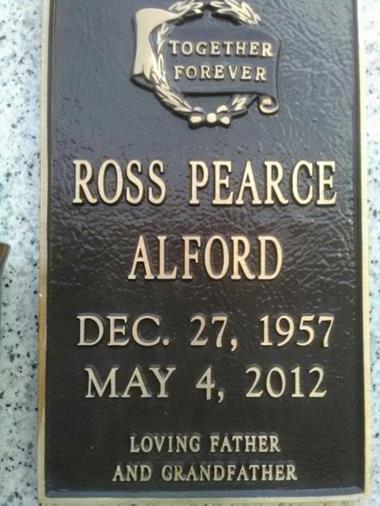 TOGETHER
FOREVER
ROSS PEARCE
ALFORD
DEC. 27, 1957
MAY 4, 2012
LOVING FATHER
AND GRANDFATHER